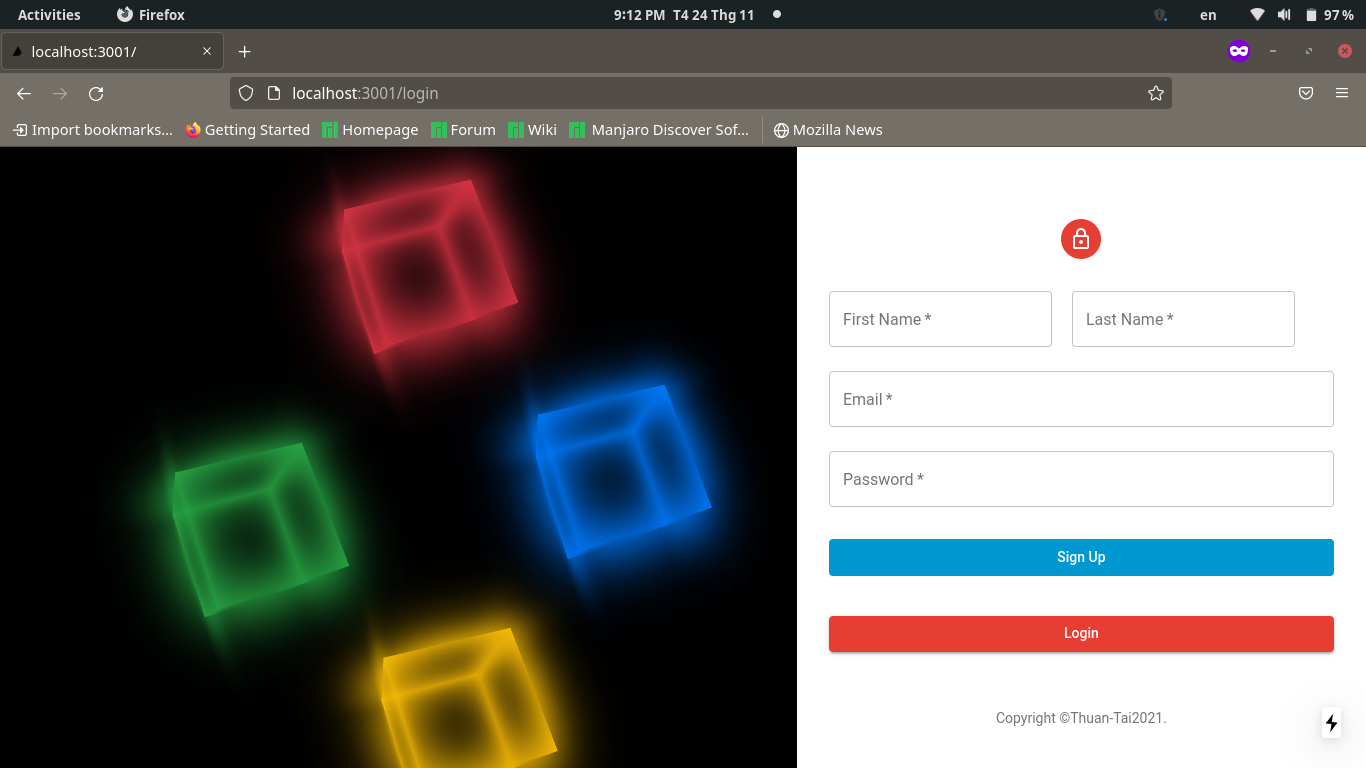 Activities Firefox 9:12 PM T4 24 Thg 11 en 97 %
localhost:3001/
localhost:3001/login
Import bookmarks... Getting Started Homepage Forum Wiki Manjaro Discover Sof... Mozilla News
First Name * Last Name *
Email *
Password *
Sign Up
Login
Copyright ©Thuan-Tai2021.